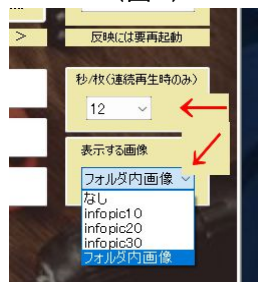 >
反映には要再起動
秒/枚(連続再生時のみ)
12
表示する画像
フォルダ内画像
なし
infopic10
infopic20
infopic30
フォルダ内画像